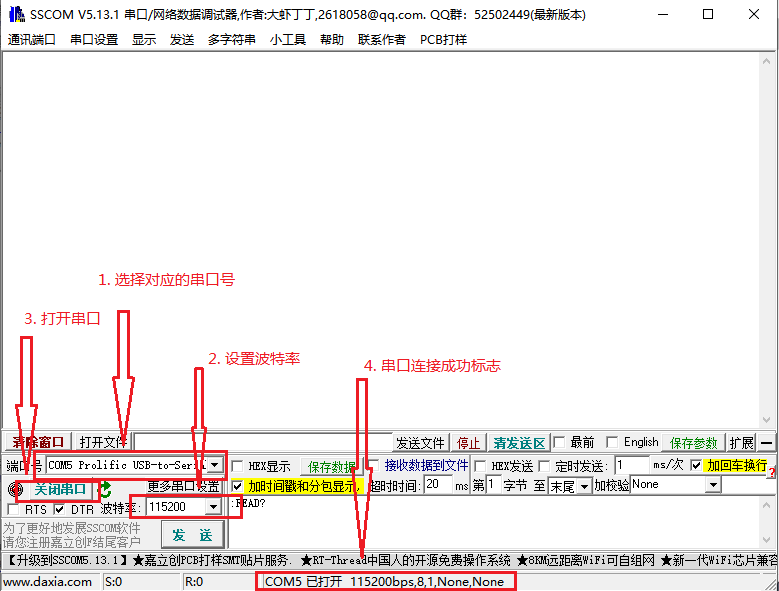 SSCOM V5.13.1 串口/网络数据调试器,作者:大虾丁丁,2618058@qq.com. QQ群: 52502449(最新版本)
通讯端口 串口设置 显示 发送 多字符串 小工具 帮助 联系作者 PCB打样
1. 选择对应的串口号
3. 打开串口
2. 设置波特率
4. 串口连接成功标志
清除窗口 打开文件 发送文件 停止 清发送区 最前 English 保存参数 扩展 —
端口号 COM5 Prolific USB-to-Seria HEX显示 保存数据 接收数据到文件 HEX发送 定时发送: 1 ms/次 加回车换行 ?
关闭串口 更多串口设置 加时间戳和分包显示, 超时时间: 20 ms 第 1 字节 至 末尾 加校验 None
RTS DTR 波特率: 115200 :READ?
为了更好地发展SSCOM软件
请您注册嘉立创F结尾客户
发 送
【升级到SSCOM5.13.1】★嘉立创PCB打样SMT贴片服务. ★RT-Thread中国人的开源免费操作系统 ★8KM远距离WiFi可自组网 ★新一代WiFi芯片兼容
www.daxia.com S:0 R:0 COM5 已打开 115200bps,8,1,None,None